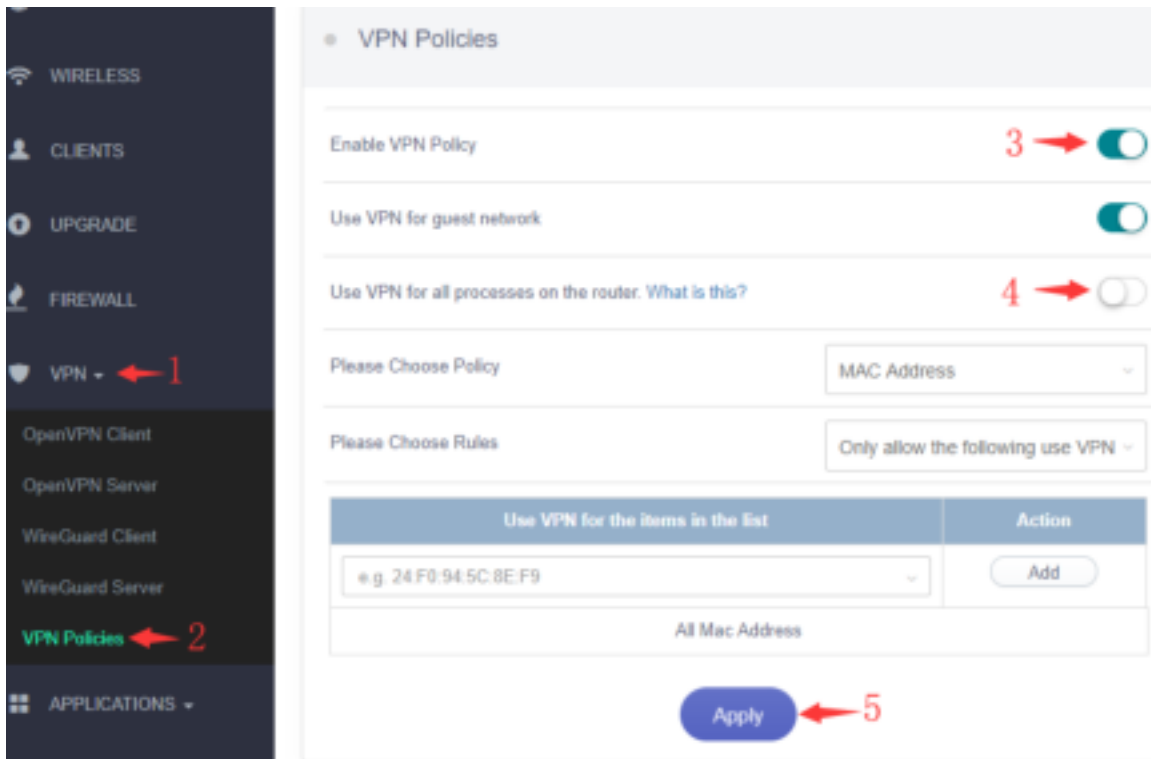 WIRELESS
CLIENTS
UPGRADE
FIREWALL
VPN
1
OpenVPN Client
OpenVPN Server
WireGuard Client
WireGuard Server
VPN Policies
2
APPLICATIONS
VPN Policies
Enable VPN Policy
3
Use VPN for guest network
Use VPN for all processes on the router. What is this?
4
Please Choose Policy
MAC Address
Please Choose Rules
Only allow the following use VPN
Use VPN for the items in the list
Action
e.g. 24:F0:94:5C:8E:F9
Add
All Mac Address
Apply
5